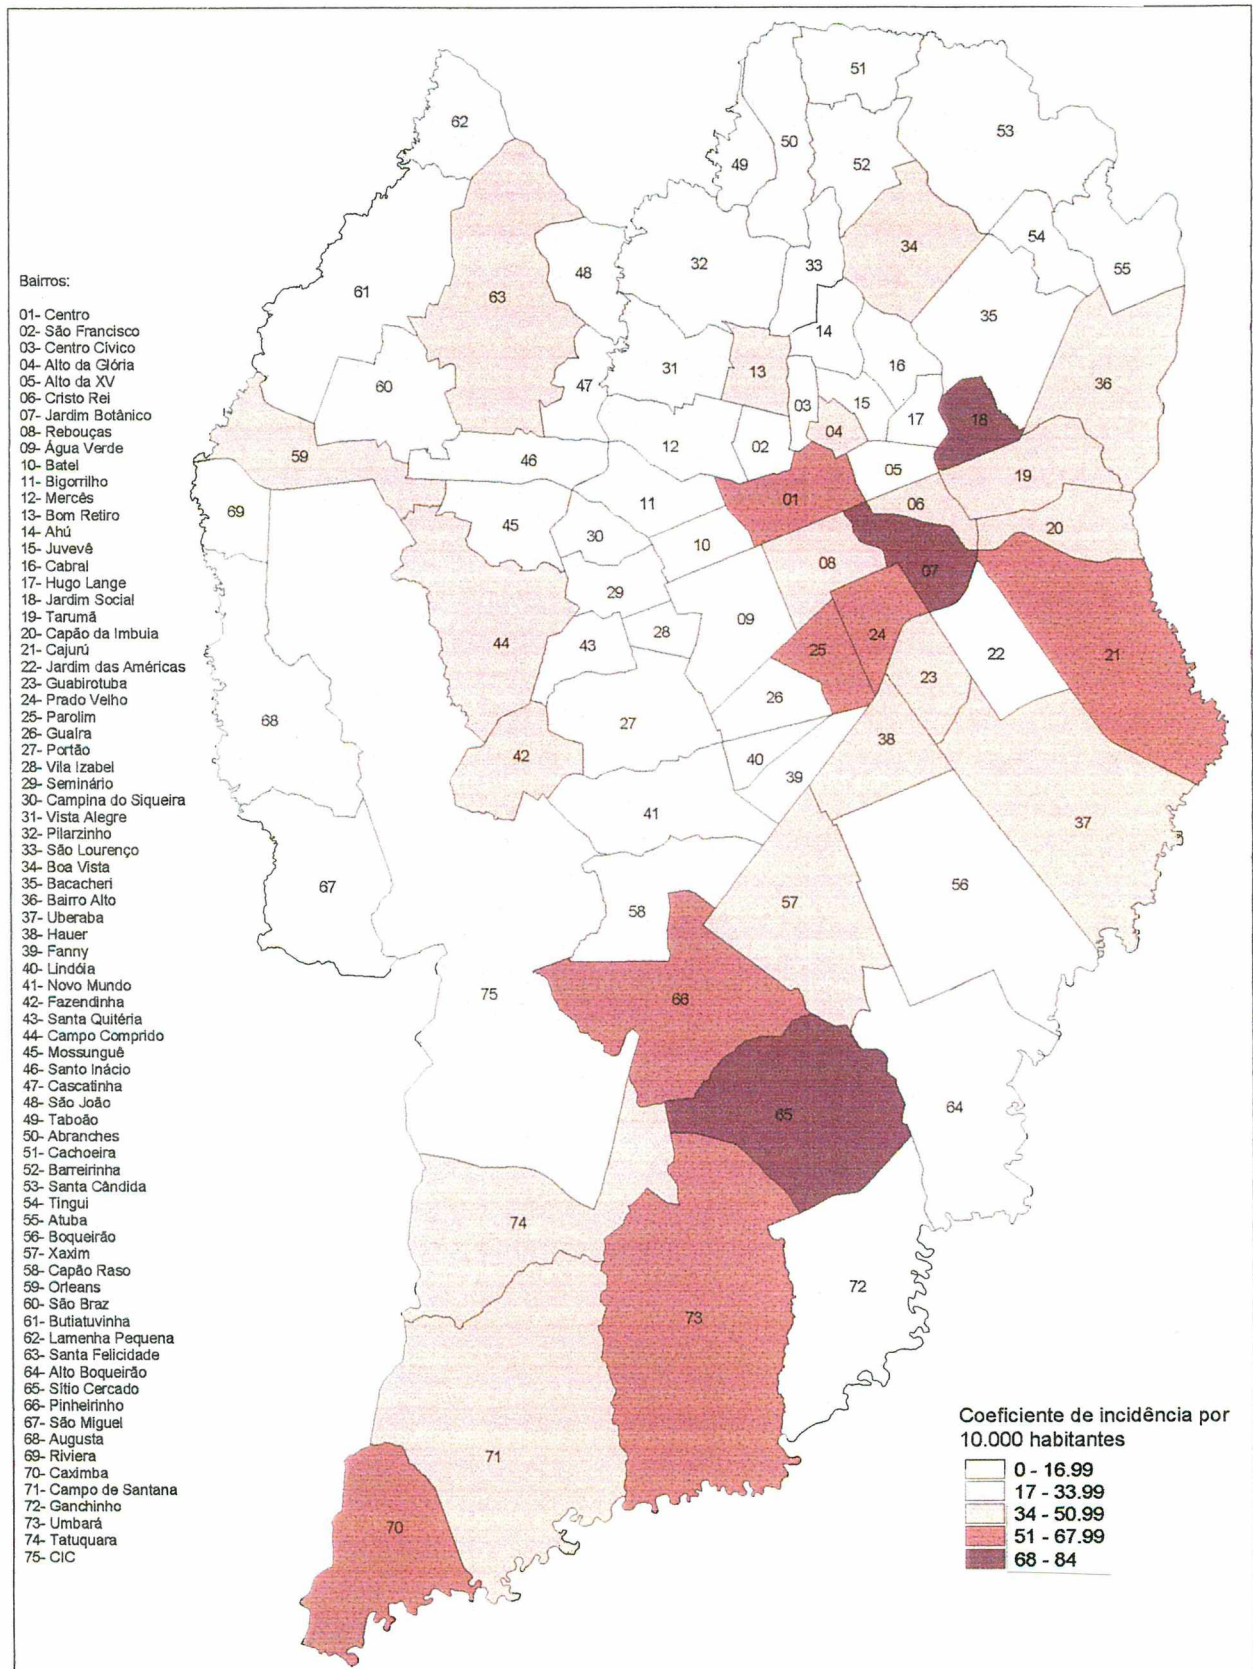 51
62
53
50
52
49
34
54
32
33
55
48
Bairros:
63
61
35
14
01- Centro
02- São Francisco
03- Centro Cívico
04- Alto da Glória
05- Alto da XV
06- Cristo Rei
07- Jardim Botânico
08- Rebouças
09- Água Verde
10- Batel
11- Bigorrilho
12- Mercês
13- Bom Retiro
14- Ahú
15- Juvevê
16- Cabral
17- Hugo Lange
18- Jardim Social
19- Tarumã
20- Capão da Imbuia
21- Cajurú
22- Jardim das Américas
23- Guabirotuba
24- Prado Velho
25- Parolim
26- Guaíra
27- Portão
28- Vila Izabel
29- Seminário
30- Campina do Siqueira
31- Vista Alegre
32- Pilarzinho
33- São Lourenço
34- Boa Vista
35- Bacacheri
36- Bairro Alto
37- Uberaba
38- Hauer
39- Fanny
40- Lindóia
41- Novo Mundo
42- Fazendinha
43- Santa Quitéria
44- Campo Comprido
45- Mossunguê
46- Santo Inácio
47- Cascatinha
48- São João
49- Taboão
50- Abranches
51- Cachoeira
52- Barreirinha
53- Santa Cândida
54- Tingui
55- Atuba
56- Boqueirão
57- Xaxim
58- Capão Raso
59- Orleans
60- São Braz
61- Butiatuvinha
62- Lamenha Pequena
63- Santa Felicidade
64- Alto Boqueirão
65- Sítio Cercado
66- Pinheirinho
67- São Miguel
68- Augusta
69- Riviera
70- Caximba
71- Campo de Santana
72- Ganchinho
73- Umbará
74- Tatuquara
75- CIC
16
31
13
60
47
36
03
15
17
18
04
12
02
59
46
05
19
01
11
06
69
45
20
30
10
08
07
29
09
28
24
44
43
25
22
21
23
26
68
27
38
42
40
39
41
37
67
56
57
58
75
66
65
64
74
72
73
71
70
Coeficiente de incidência por
10.000 habitantes
0 - 16.99
17 - 33.99
34 - 50.99
51 - 67.99
68 - 84